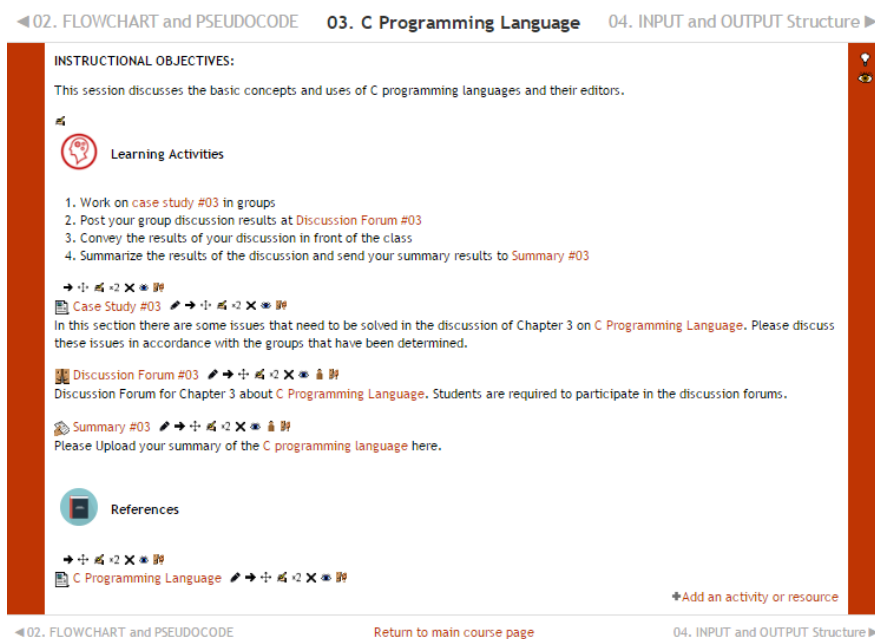 ◄02. FLOWCHART and PSEUDOCODE 03. C Programming Language 04. INPUT and OUTPUT Structure►
INSTRUCTIONAL OBJECTIVES:
This session discusses the basic concepts and uses of C programming languages and their editors.
Learning Activities
1. Work on case study #03 in groups
2. Post your group discussion results at Discussion Forum #03
3. Convey the results of your discussion in front of the class
4. Summarize the results of the discussion and send your summary results to Summary #03
×2
Case Study #03 ×2
In this section there are some issues that need to be solved in the discussion of Chapter 3 on C Programming Language. Please discuss
these issues in accordance with the groups that have been determined.
Discussion Forum #03 ×2
Discussion Forum for Chapter 3 about C Programming Language. Students are required to participate in the discussion forums.
Summary #03 ×2
Please Upload your summary of the C programming language here.
References
×2
C Programming Language ×2
+Add an activity or resource
◄02. FLOWCHART and PSEUDOCODE Return to main course page 04. INPUT and OUTPUT Structure►